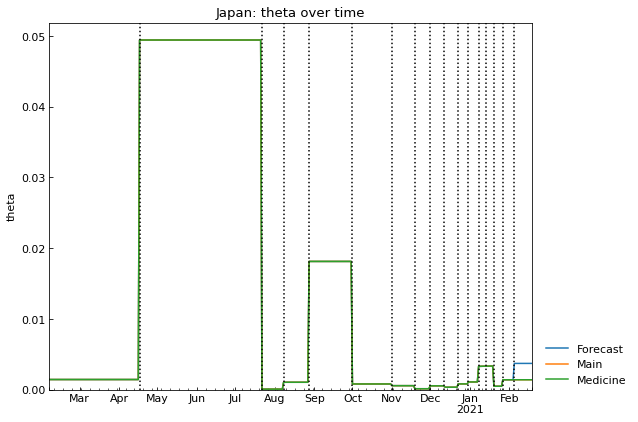 Japan: theta over time
theta
0.05
0.04
0.03
0.02
0.01
0.00
Mar Apr May Jun Jul Aug Sep Oct Nov Dec Jan Feb
2021
Forecast
Main
Medicine